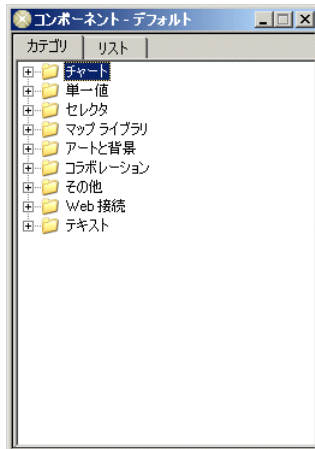 コンポーネント - デフォルト
カテゴリ リスト
チャート
単一値
セレクタ
マップ ライブラリ
アートと背景
コラボレーション
その他
Web 接続
テキスト